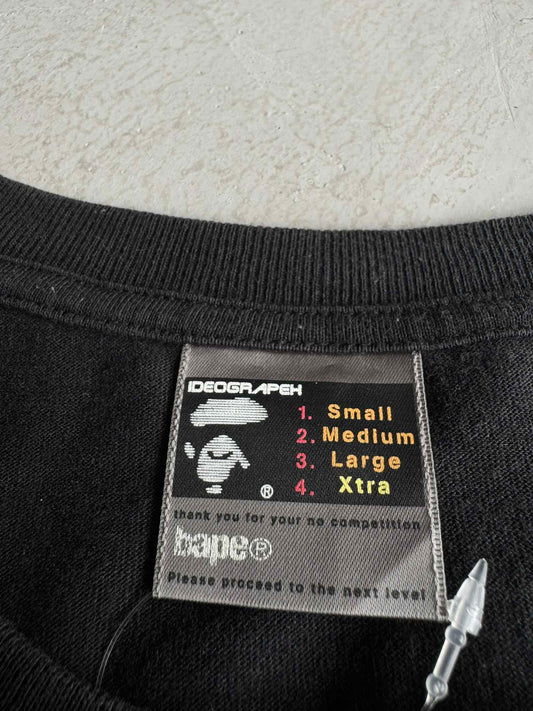 IDEOGRAPEH
1. Small
2. Medium
3. Large
4. Xtra
®
thank you for your no competition
bape®
Please proceed to the next level